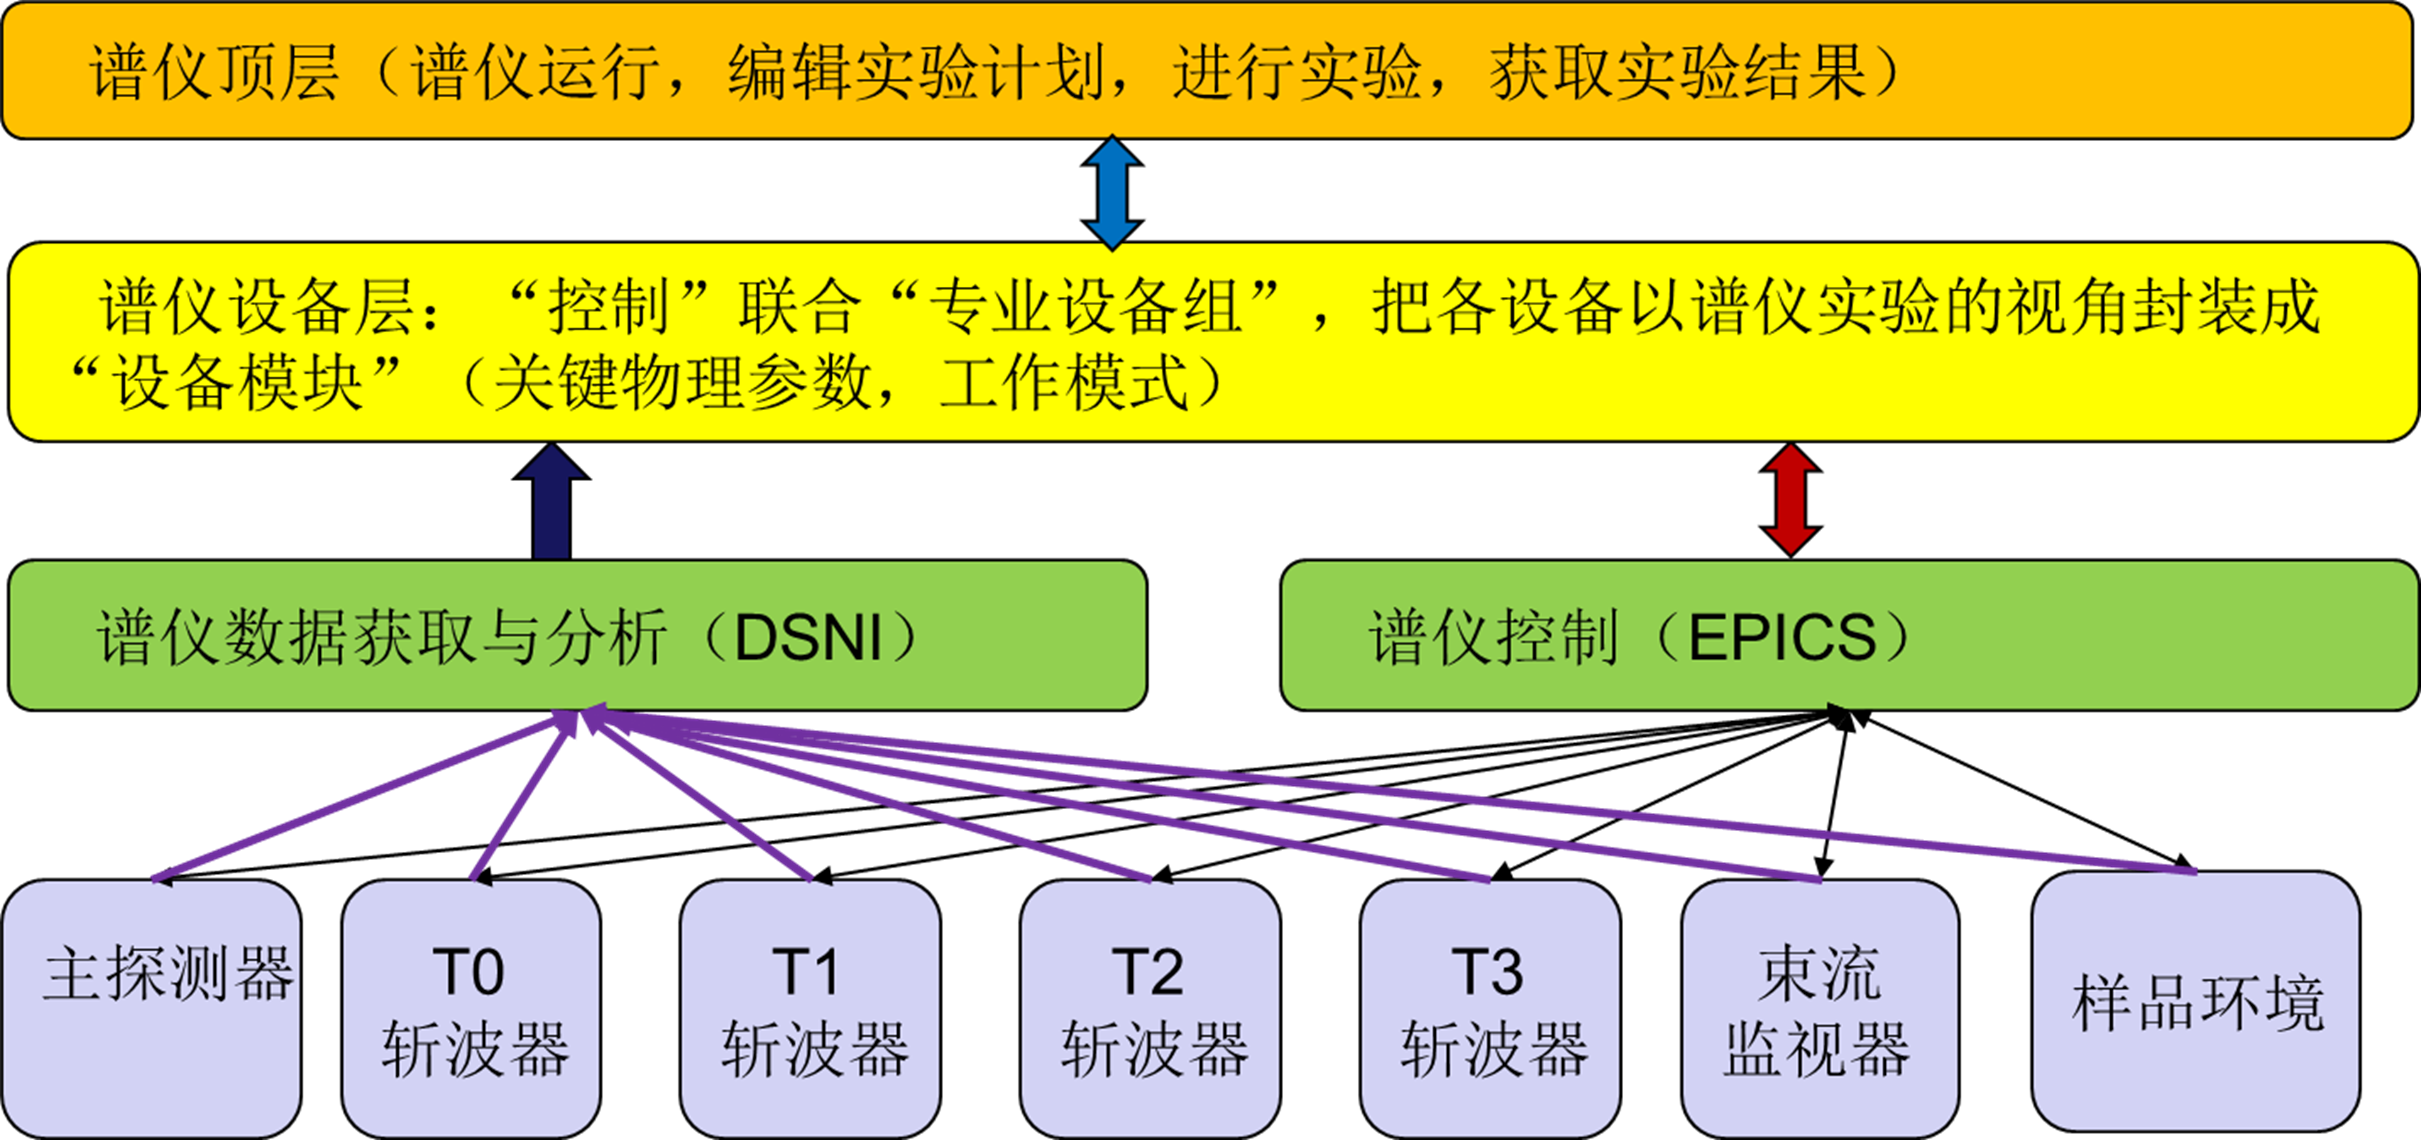 谱仪顶层（谱仪运行，编辑实验计划，进行实验，获取实验结果）
谱仪设备层：“控制”联合“专业设备组”，把各设备以谱仪实验的视角封装成
“设备模块”（关键物理参数，工作模式）
谱仪数据获取与分析（DSNI）
谱仪控制（EPICS）
主探测器
T0
斩波器
T1
斩波器
T2
斩波器
T3
斩波器
束流
监视器
样品环境